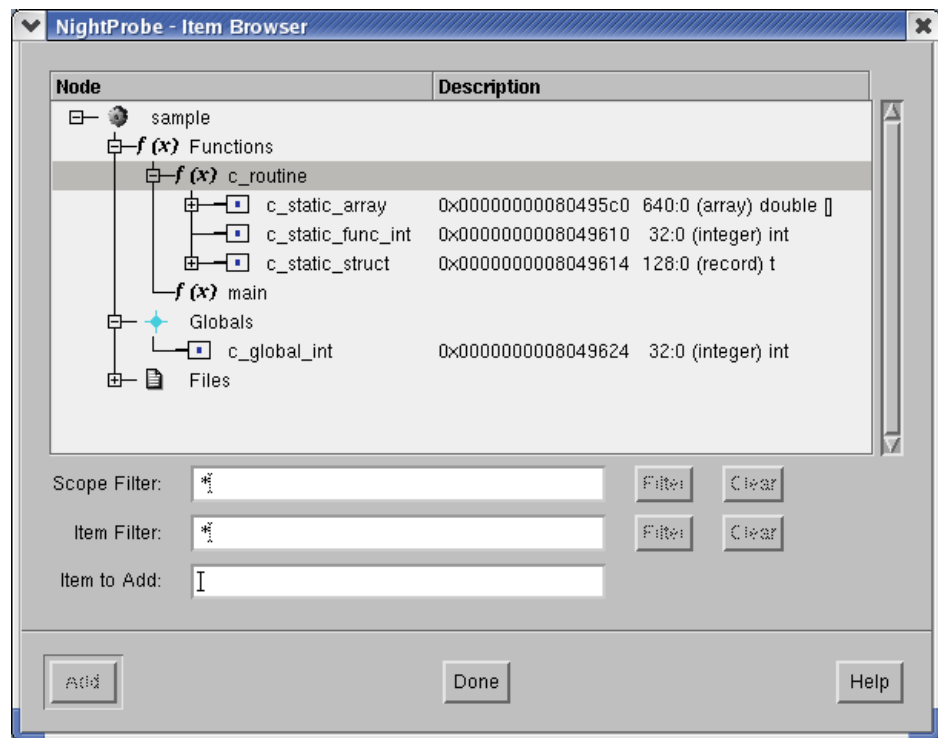 NightProbe - Item Browser
Node Description
sample
f (x) Functions
f (x) c_routine
c_static_array 0x00000000080495c0 640:0 (array) double []
c_static_func_int 0x0000000008049610 32:0 (integer) int
c_static_struct 0x0000000008049614 128:0 (record) t
f (x) main
Globals
c_global_int 0x0000000008049624 32:0 (integer) int
Files
Scope Filter: * Filter Clear
Item Filter: * Filter Clear
Item to Add:
Add Done Help